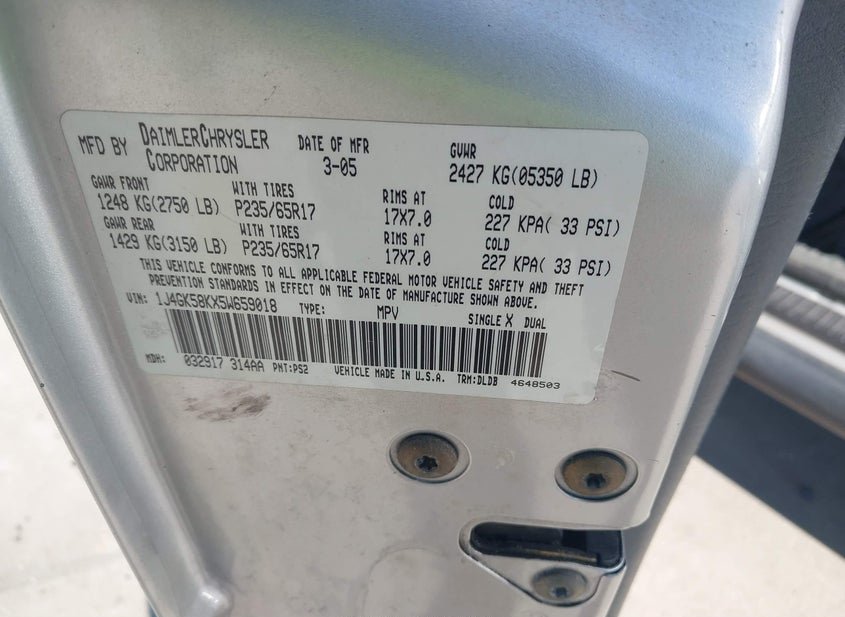 MFD BY DAIMLERCHRYSLER CORPORATION DATE OF MFR 3-05 GVWR 2427 KG(05350 LB)
GAWR FRONT WITH TIRES RIMS AT COLD
1248 KG(2750 LB) P235/65R17 17X7.0 227 KPA( 33 PSI)
GAWR REAR WITH TIRES RIMS AT COLD
1429 KG(3150 LB) P235/65R17 17X7.0 227 KPA( 33 PSI)
THIS VEHICLE CONFORMS TO ALL APPLICABLE FEDERAL MOTOR VEHICLE SAFETY AND THEFT
PREVENTION STANDARDS IN EFFECT ON THE DATE OF MANUFACTURE SHOWN ABOVE.
VIN: 1J4GK58KX5W659018 TYPE: MPV SINGLE X DUAL
MDH: 032917 314AA PNT:PS2 VEHICLE MADE IN U.S.A. TRM:DLDB 4648503